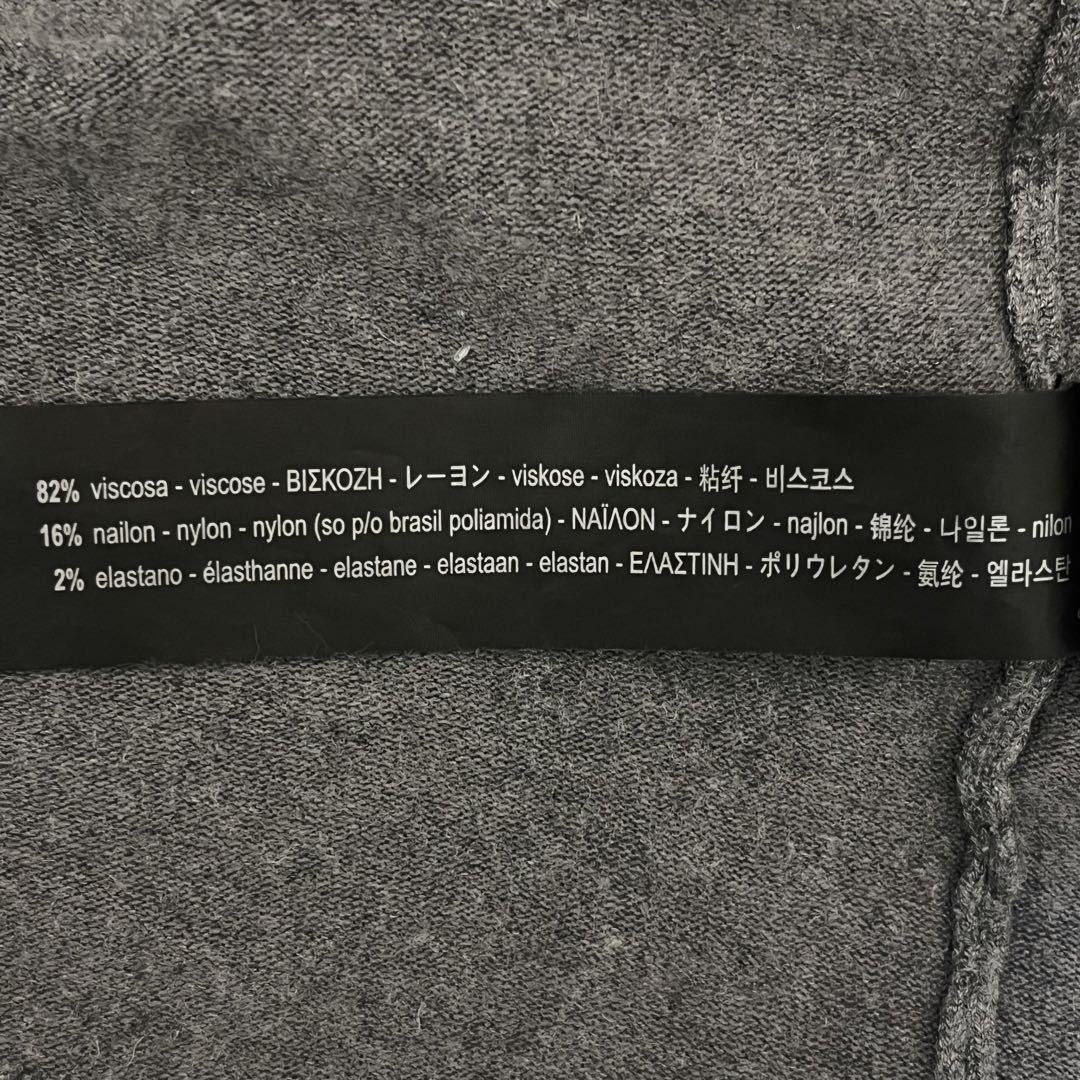 82% viscosa - viscose - ΒΙΣΚΟΖΗ - レーヨン - viskose - viskoza - 粘纤 - 비스코스
16% nailon - nylon - nylon (so p/o brasil poliamida) - ΝΑΪΛΟΝ - ナイロン - najlon - 锦纶 - 나일론 - nilon
2% elastano - élasthanne - elastane - elastaan - elastan - ΕΛΑΣΤΙΝΗ - ポリウレタン - 氨纶 - 엘라스탄